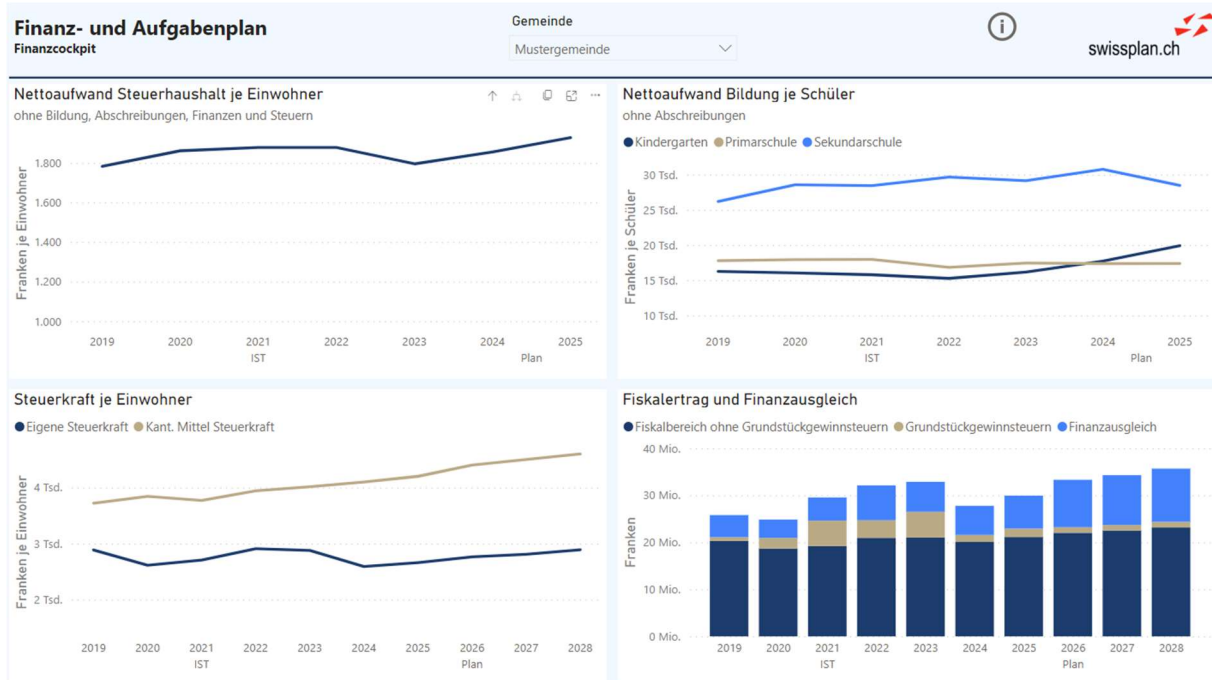 Finanz- und Aufgabenplan
Finanzcockpit
Gemeinde
Mustergemeinde
i
swissplan.ch
Nettoaufwand Steuerhaushalt je Einwohner
ohne Bildung, Abschreibungen, Finanzen und Steuern
Franken je Einwohner
1.800
1.600
1.400
1.200
1.000
2019 2020 2021 2022 2023 2024 2025
IST Plan
Nettoaufwand Bildung je Schüler
ohne Abschreibungen
Kindergarten Primarschule Sekundarschule
Franken je Schüler
30 Tsd.
25 Tsd.
20 Tsd.
15 Tsd.
10 Tsd.
2019 2020 2021 2022 2023 2024 2025
IST Plan
Steuerkraft je Einwohner
Eigene Steuerkraft Kant. Mittel Steuerkraft
Franken je Einwohner
4 Tsd.
3 Tsd.
2 Tsd.
2019 2020 2021 2022 2023 2024 2025 2026 2027 2028
IST Plan
Fiskalertrag und Finanzausgleich
Fiskalbereich ohne Grundstückgewinnsteuern Grundstückgewinnsteuern Finanzausgleich
Franken
40 Mio.
30 Mio.
20 Mio.
10 Mio.
0 Mio.
2019 2020 2021 2022 2023 2024 2025 2026 2027 2028
IST Plan